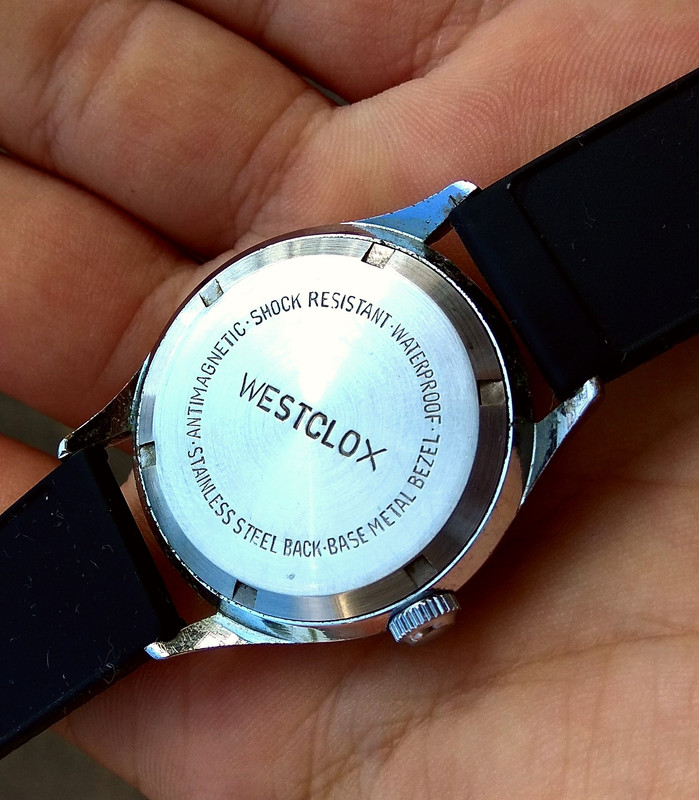 WESTCLOX
ANTIMAGNETIC · SHOCK RESISTANT · WATERPROOF ·
STAINLESS STEEL BACK · BASE METAL BEZEL